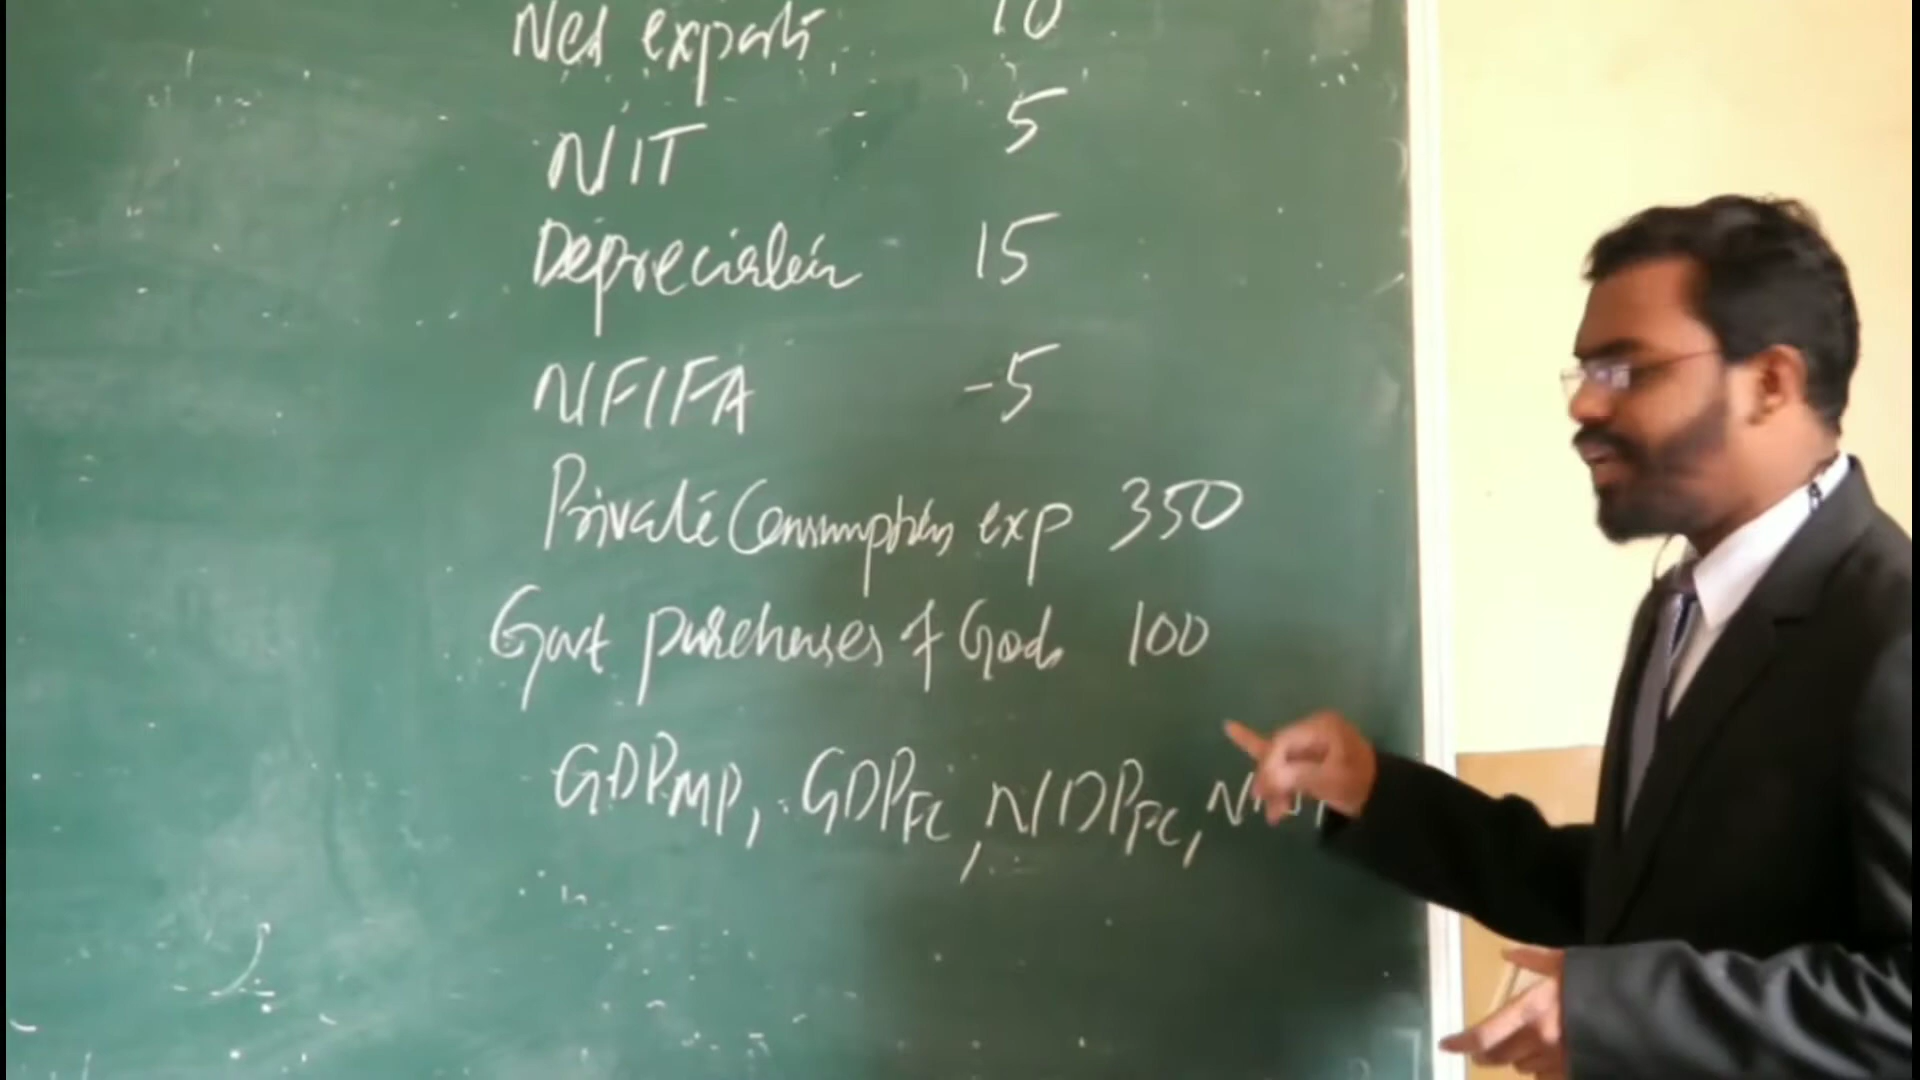 Net exports 10
NIT 5
Depreciation 15
NFIFA -5
Private Consumption exp 350
Govt purchases of Goods 100
GDPMP, GDPFC, NDPFC,